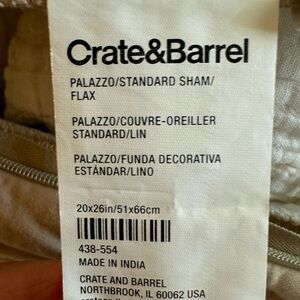 Crate&Barrel
PALAZZO/STANDARD SHAM/
FLAX
PALAZZO/COUVRE-OREILLER
STANDARD/LIN
PALAZZO/FUNDA DECORATIVA
ESTÁNDAR/LINO
20x26in/51x66cm
438-554
MADE IN INDIA
CRATE AND BARREL
NORTHBROOK, IL 60062 USA